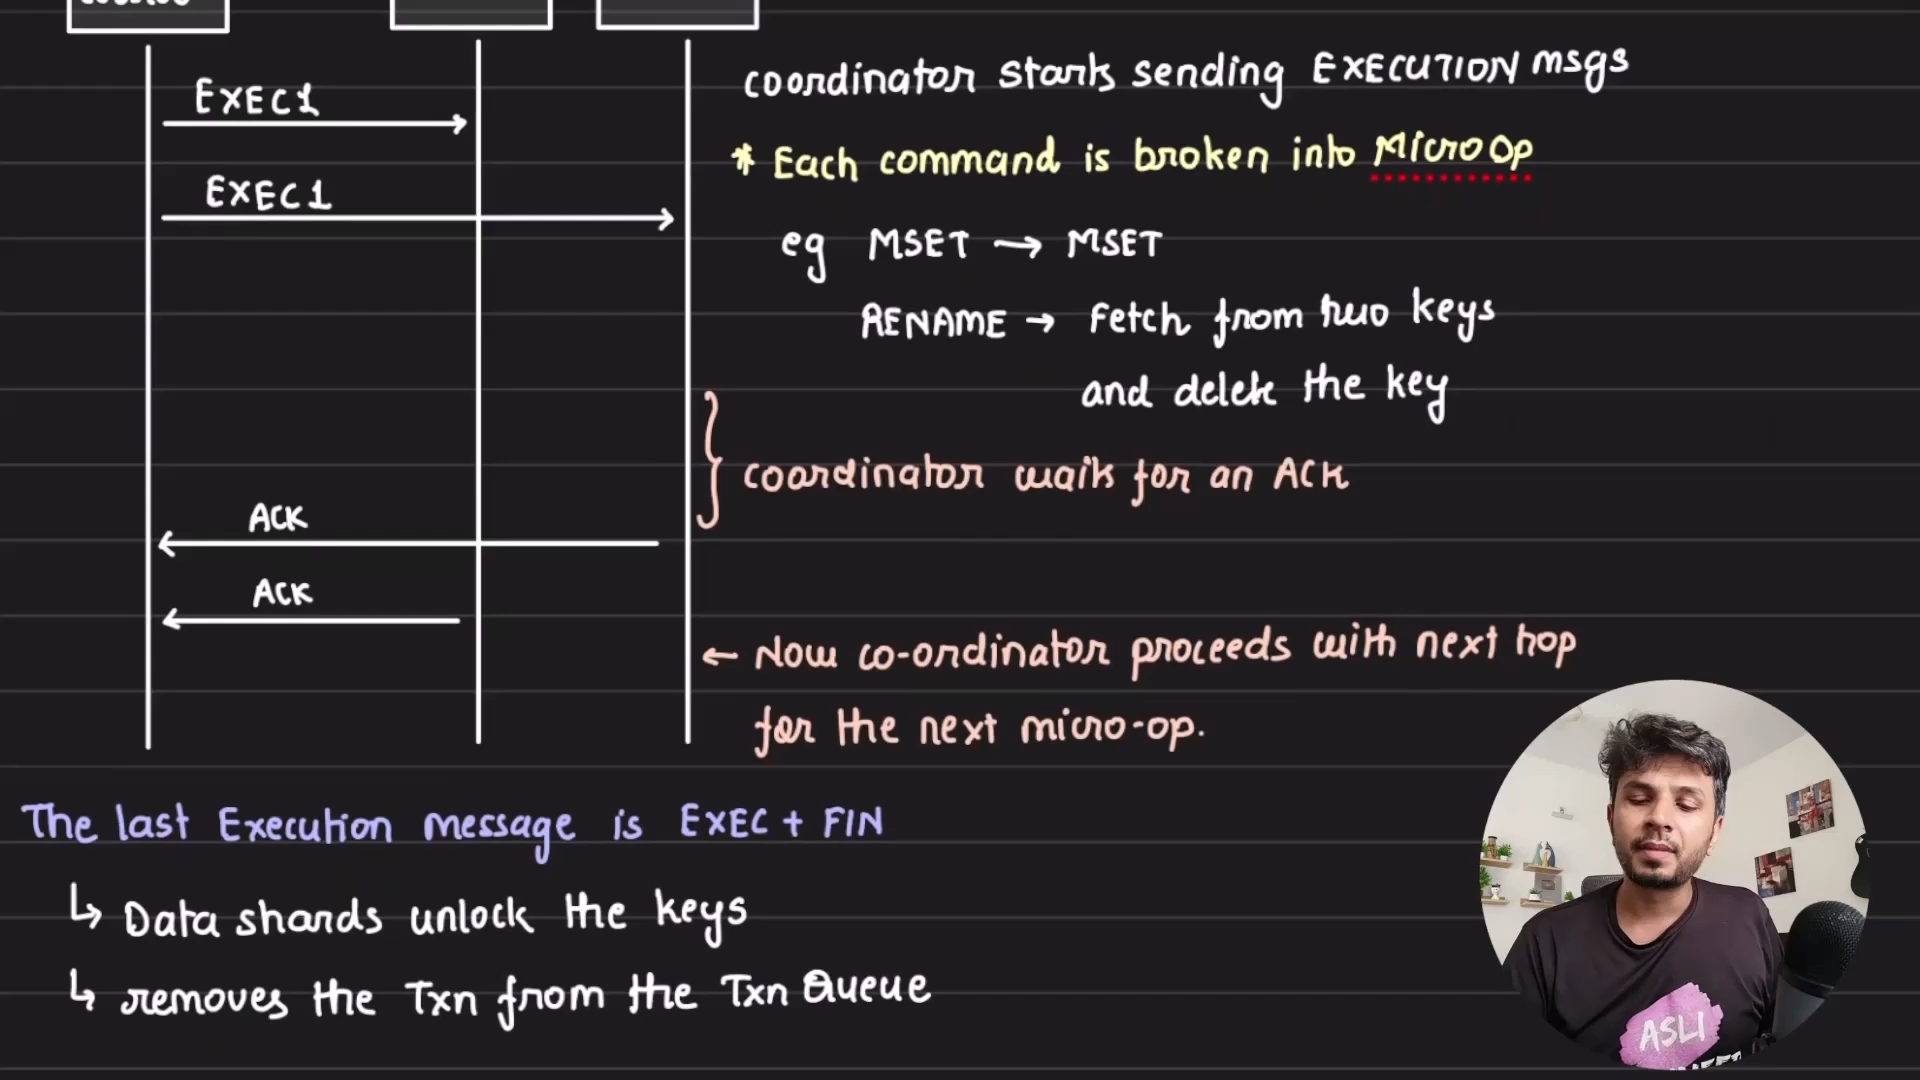 EXEC1
EXEC1
coordinator starts sending EXECUTION msgs
* Each command is broken into Micro Op
eg MSET → MSET
RENAME → Fetch from two keys
and delete the key
coordinator waits for an ACK
ACK
ACK
← Now co-ordinator proceeds with next hop
for the next micro-op.
The last Execution message is EXEC + FIN
↳ Data shards unlock the keys
↳ removes the Txn from the Txn Queue
ASLI